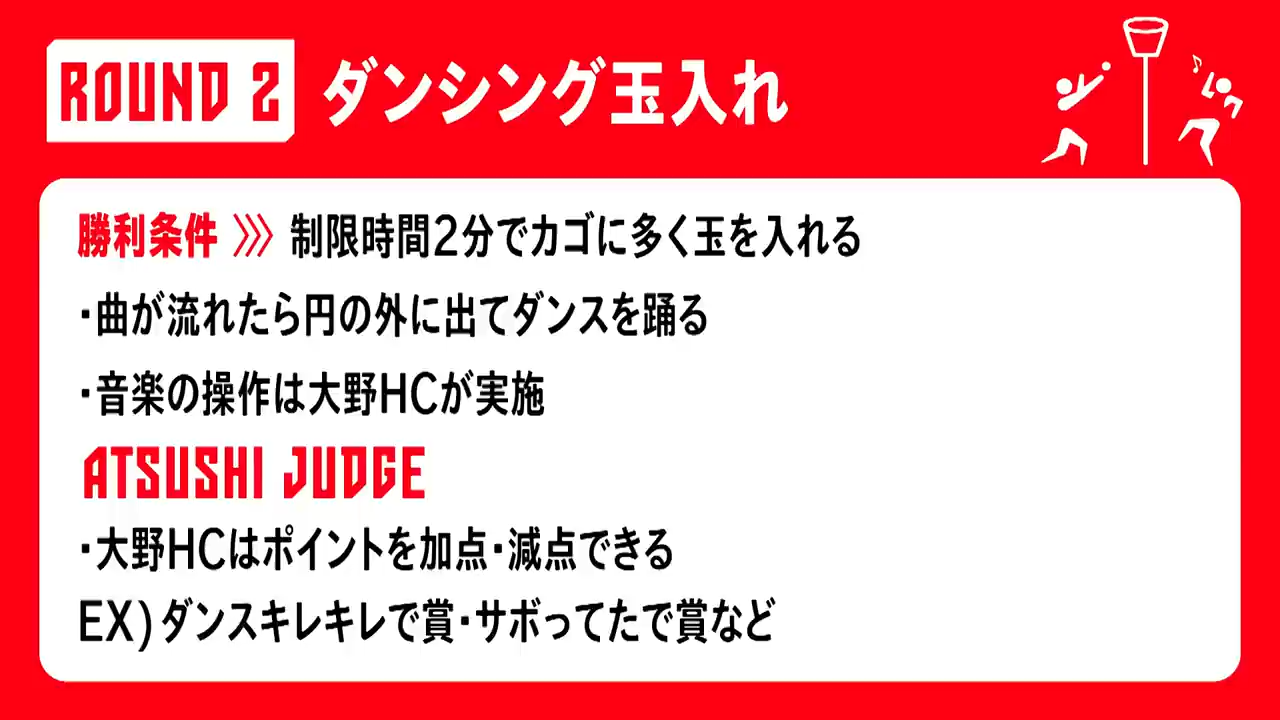 ROUND 2 ダンシング玉入れ
勝利条件 >>> 制限時間2分でカゴに多く玉を入れる
・曲が流れたら円の外に出てダンスを踊る
・音楽の操作は大野HCが実施
ATSUSHI JUDGE
・大野HCはポイントを加点・減点できる
EX)ダンスキレキレで賞・サボってたで賞など